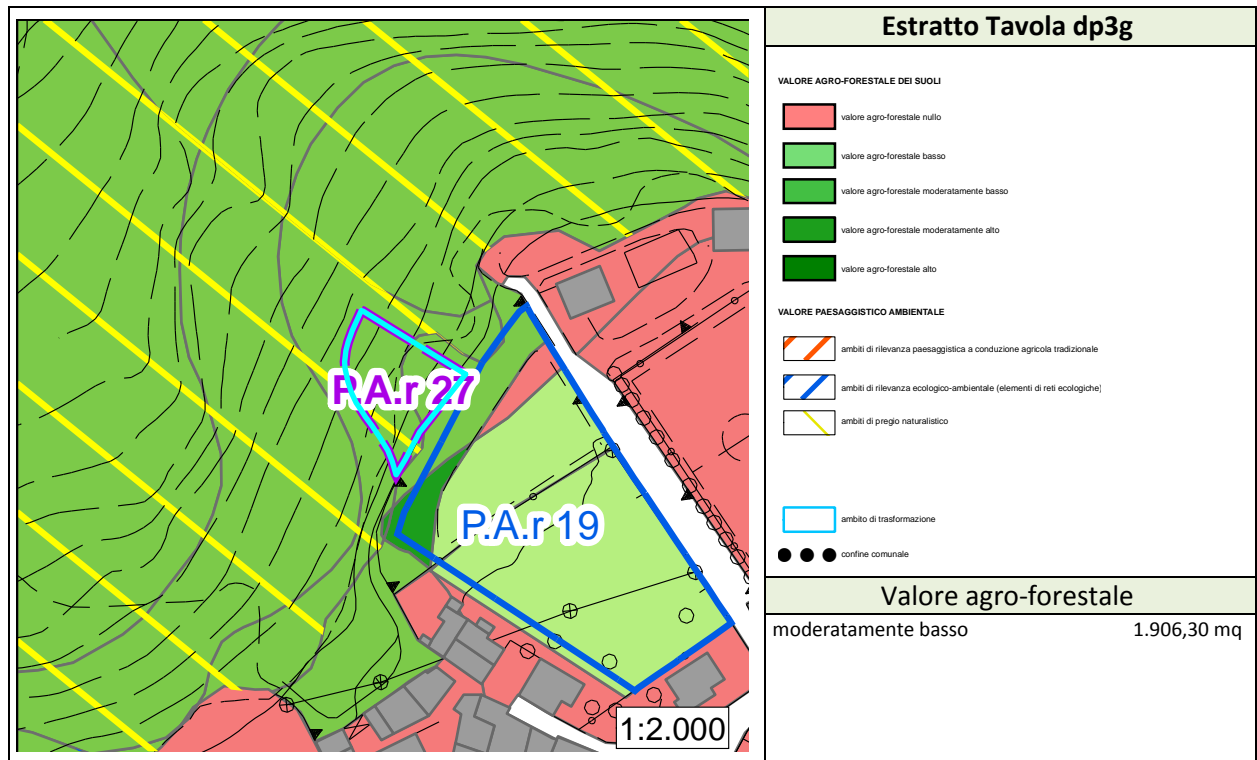 P.A.r 27
P.A.r 19
1:2.000
Estratto Tavola dp3g
VALORE AGRO-FORESTALE DEI SUOLI
valore agro-forestale nullo
valore agro-forestale basso
valore agro-forestale moderatamente basso
valore agro-forestale moderatamente alto
valore agro-forestale alto
VALORE PAESAGGISTICO AMBIENTALE
ambiti di rilevanza paesaggistica a conduzione agricola tradizionale
ambiti di rilevanza ecologico-ambientale (elementi di reti ecologiche)
ambiti di pregio naturalistico
ambito di trasformazione
confine comunale
Valore agro-forestale
moderatamente basso 1.906,30 mq